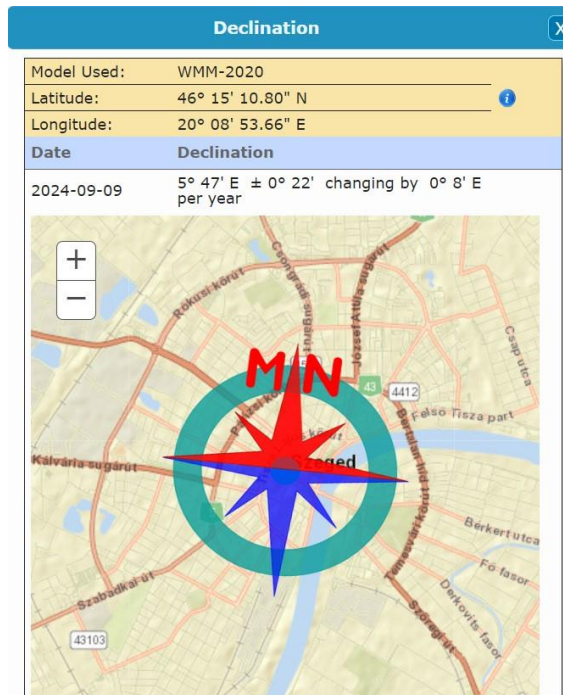 Declination
X
Model Used: WMM-2020
Latitude: 46° 15' 10.80" N
Longitude: 20° 08' 53.66" E
Date Declination
2024-09-09 5° 47' E ± 0° 22' changing by 0° 8' E
per year
+
−
Rókusi körút
Csongrádi sugárút
József Attila sugárút
Csap utca
M N
43
4412
Felső Tisza part
Kálvária sugárút
Szeged
Bertalan híd
Temesvári körút
Berkert utca
Fő fasor
Szabadkai út
Derkovits fasor
Szőregi út
43103